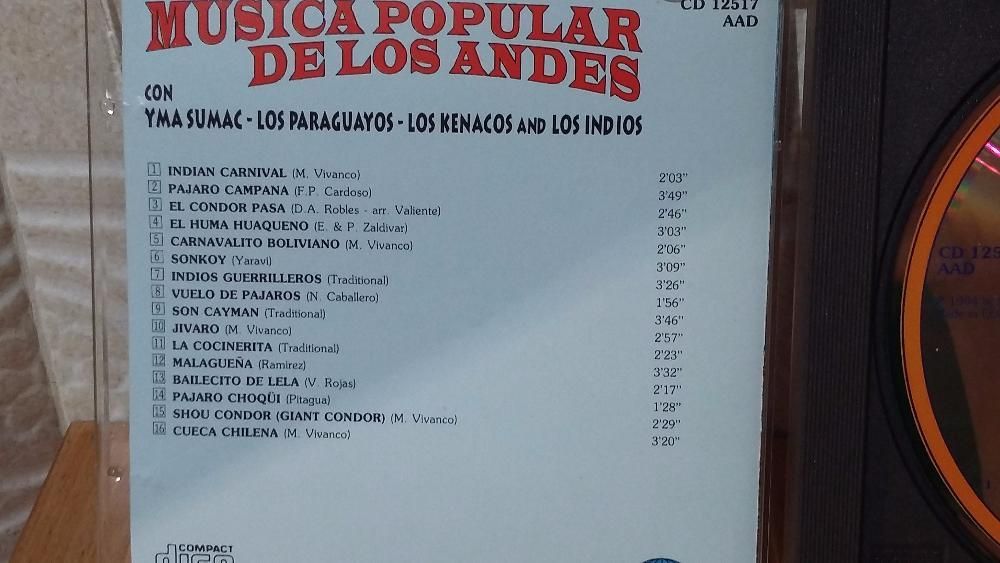 MUSICA POPULAR
DE LOS ANDES
CD 12517
AAD
CON
YMA SUMAC - LOS PARAGUAYOS - LOS KENACOS AND LOS INDIOS
1 INDIAN CARNIVAL (M. Vivanco) 2'03"
2 PAJARO CAMPANA (F.P. Cardoso) 3'49"
3 EL CONDOR PASA (D.A. Robles - arr. Valiente) 2'46"
4 EL HUMA HUAQUENO (E. & P. Zaldivar) 3'03"
5 CARNAVALITO BOLIVIANO (M. Vivanco) 2'06"
6 SONKOY (Yaravi) 3'09"
7 INDIOS GUERRILLEROS (Traditional) 3'26"
8 VUELO DE PAJAROS (N. Caballero) 1'56"
9 SON CAYMAN (Traditional) 3'46"
10 JIVARO (M. Vivanco) 2'57"
11 LA COCINERITA (Traditional) 2'23"
12 MALAGUEÑA (Ramirez) 3'32"
13 BAILECITO DE LELA (V. Rojas) 2'17"
14 PAJARO CHOQÜI (Pitagua) 1'28"
15 SHOU CONDOR (GIANT CONDOR) (M. Vivanco) 2'29"
16 CUECA CHILENA (M. Vivanco) 3'20"
COMPACT
disc
CD 125
AAD
1994